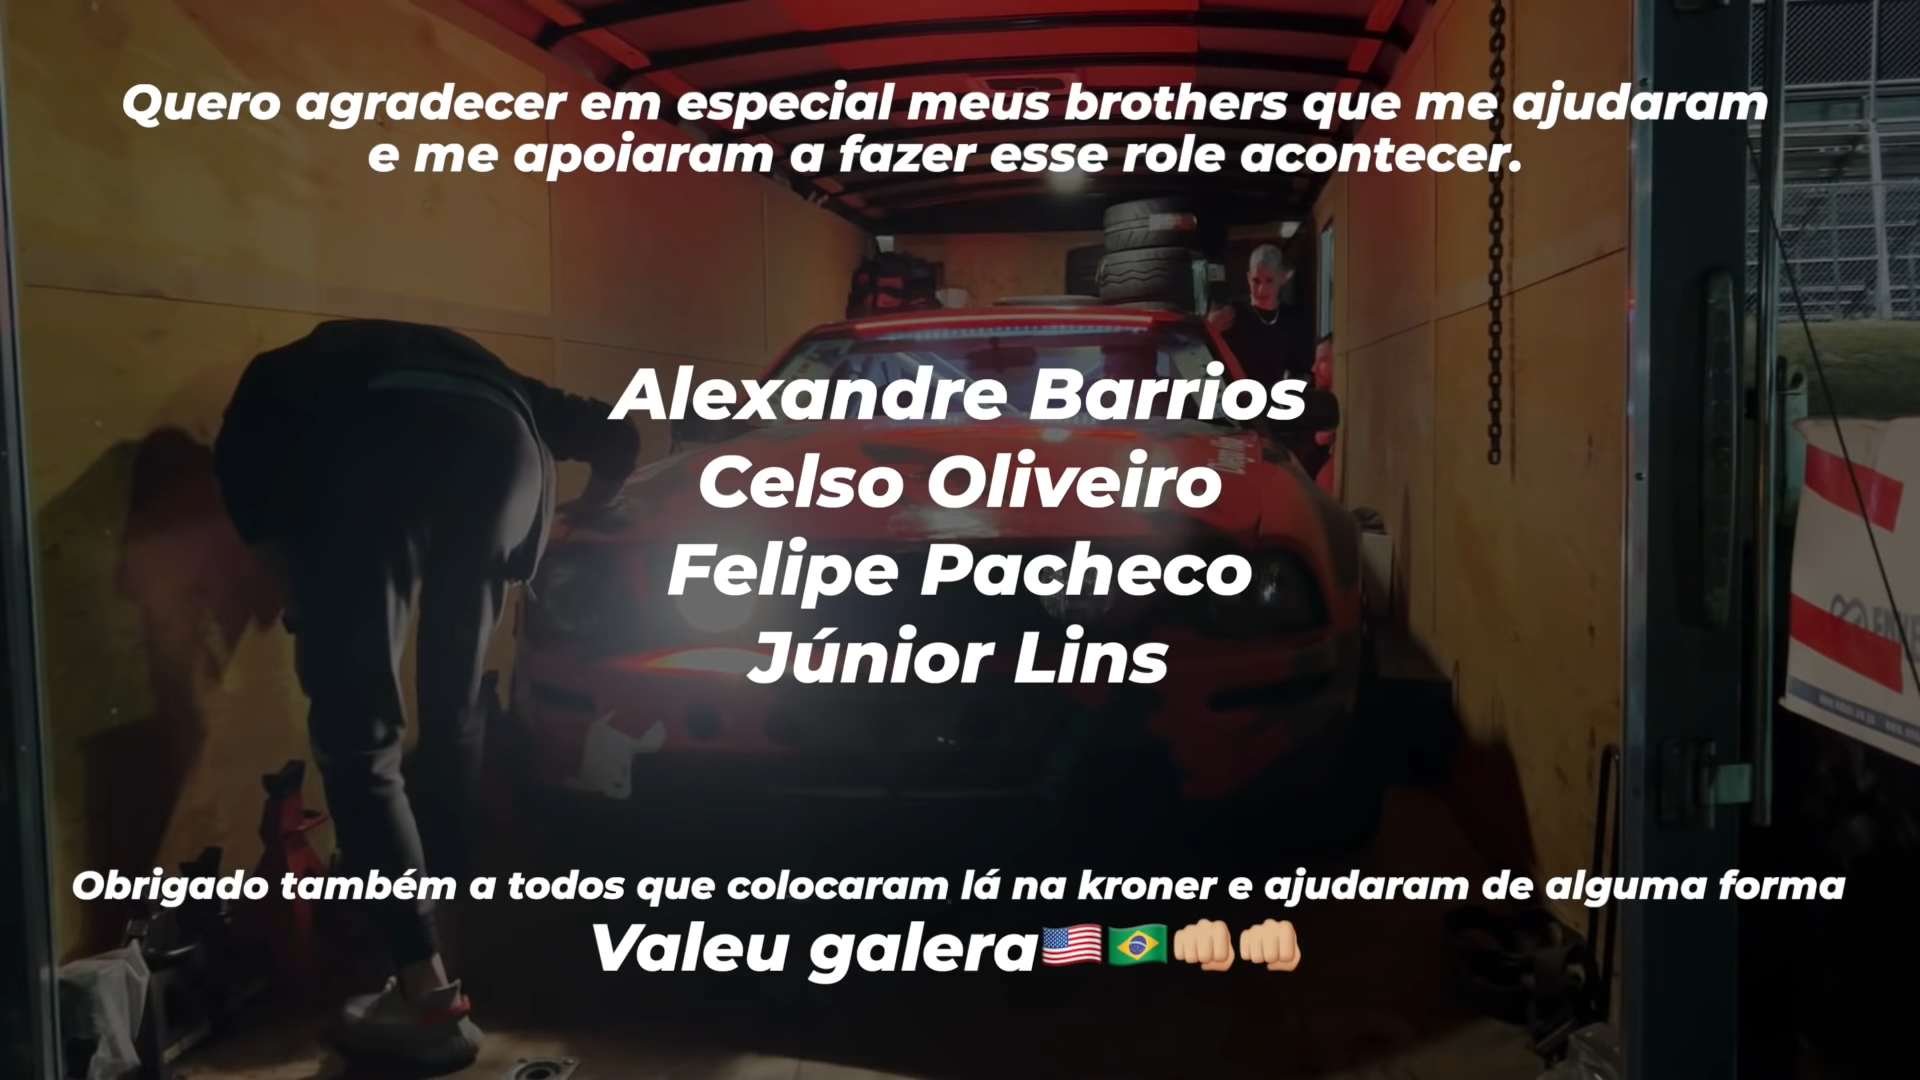 Quero agradecer em especial meus brothers que me ajudaram
e me apoiaram a fazer esse role acontecer.
Alexandre Barrios
Celso Oliveiro
Felipe Pacheco
Júnior Lins
Obrigado também a todos que colocaram lá na kroner e ajudaram de alguma forma
Valeu galera🇺🇸🇧🇷👊🏼👊🏼